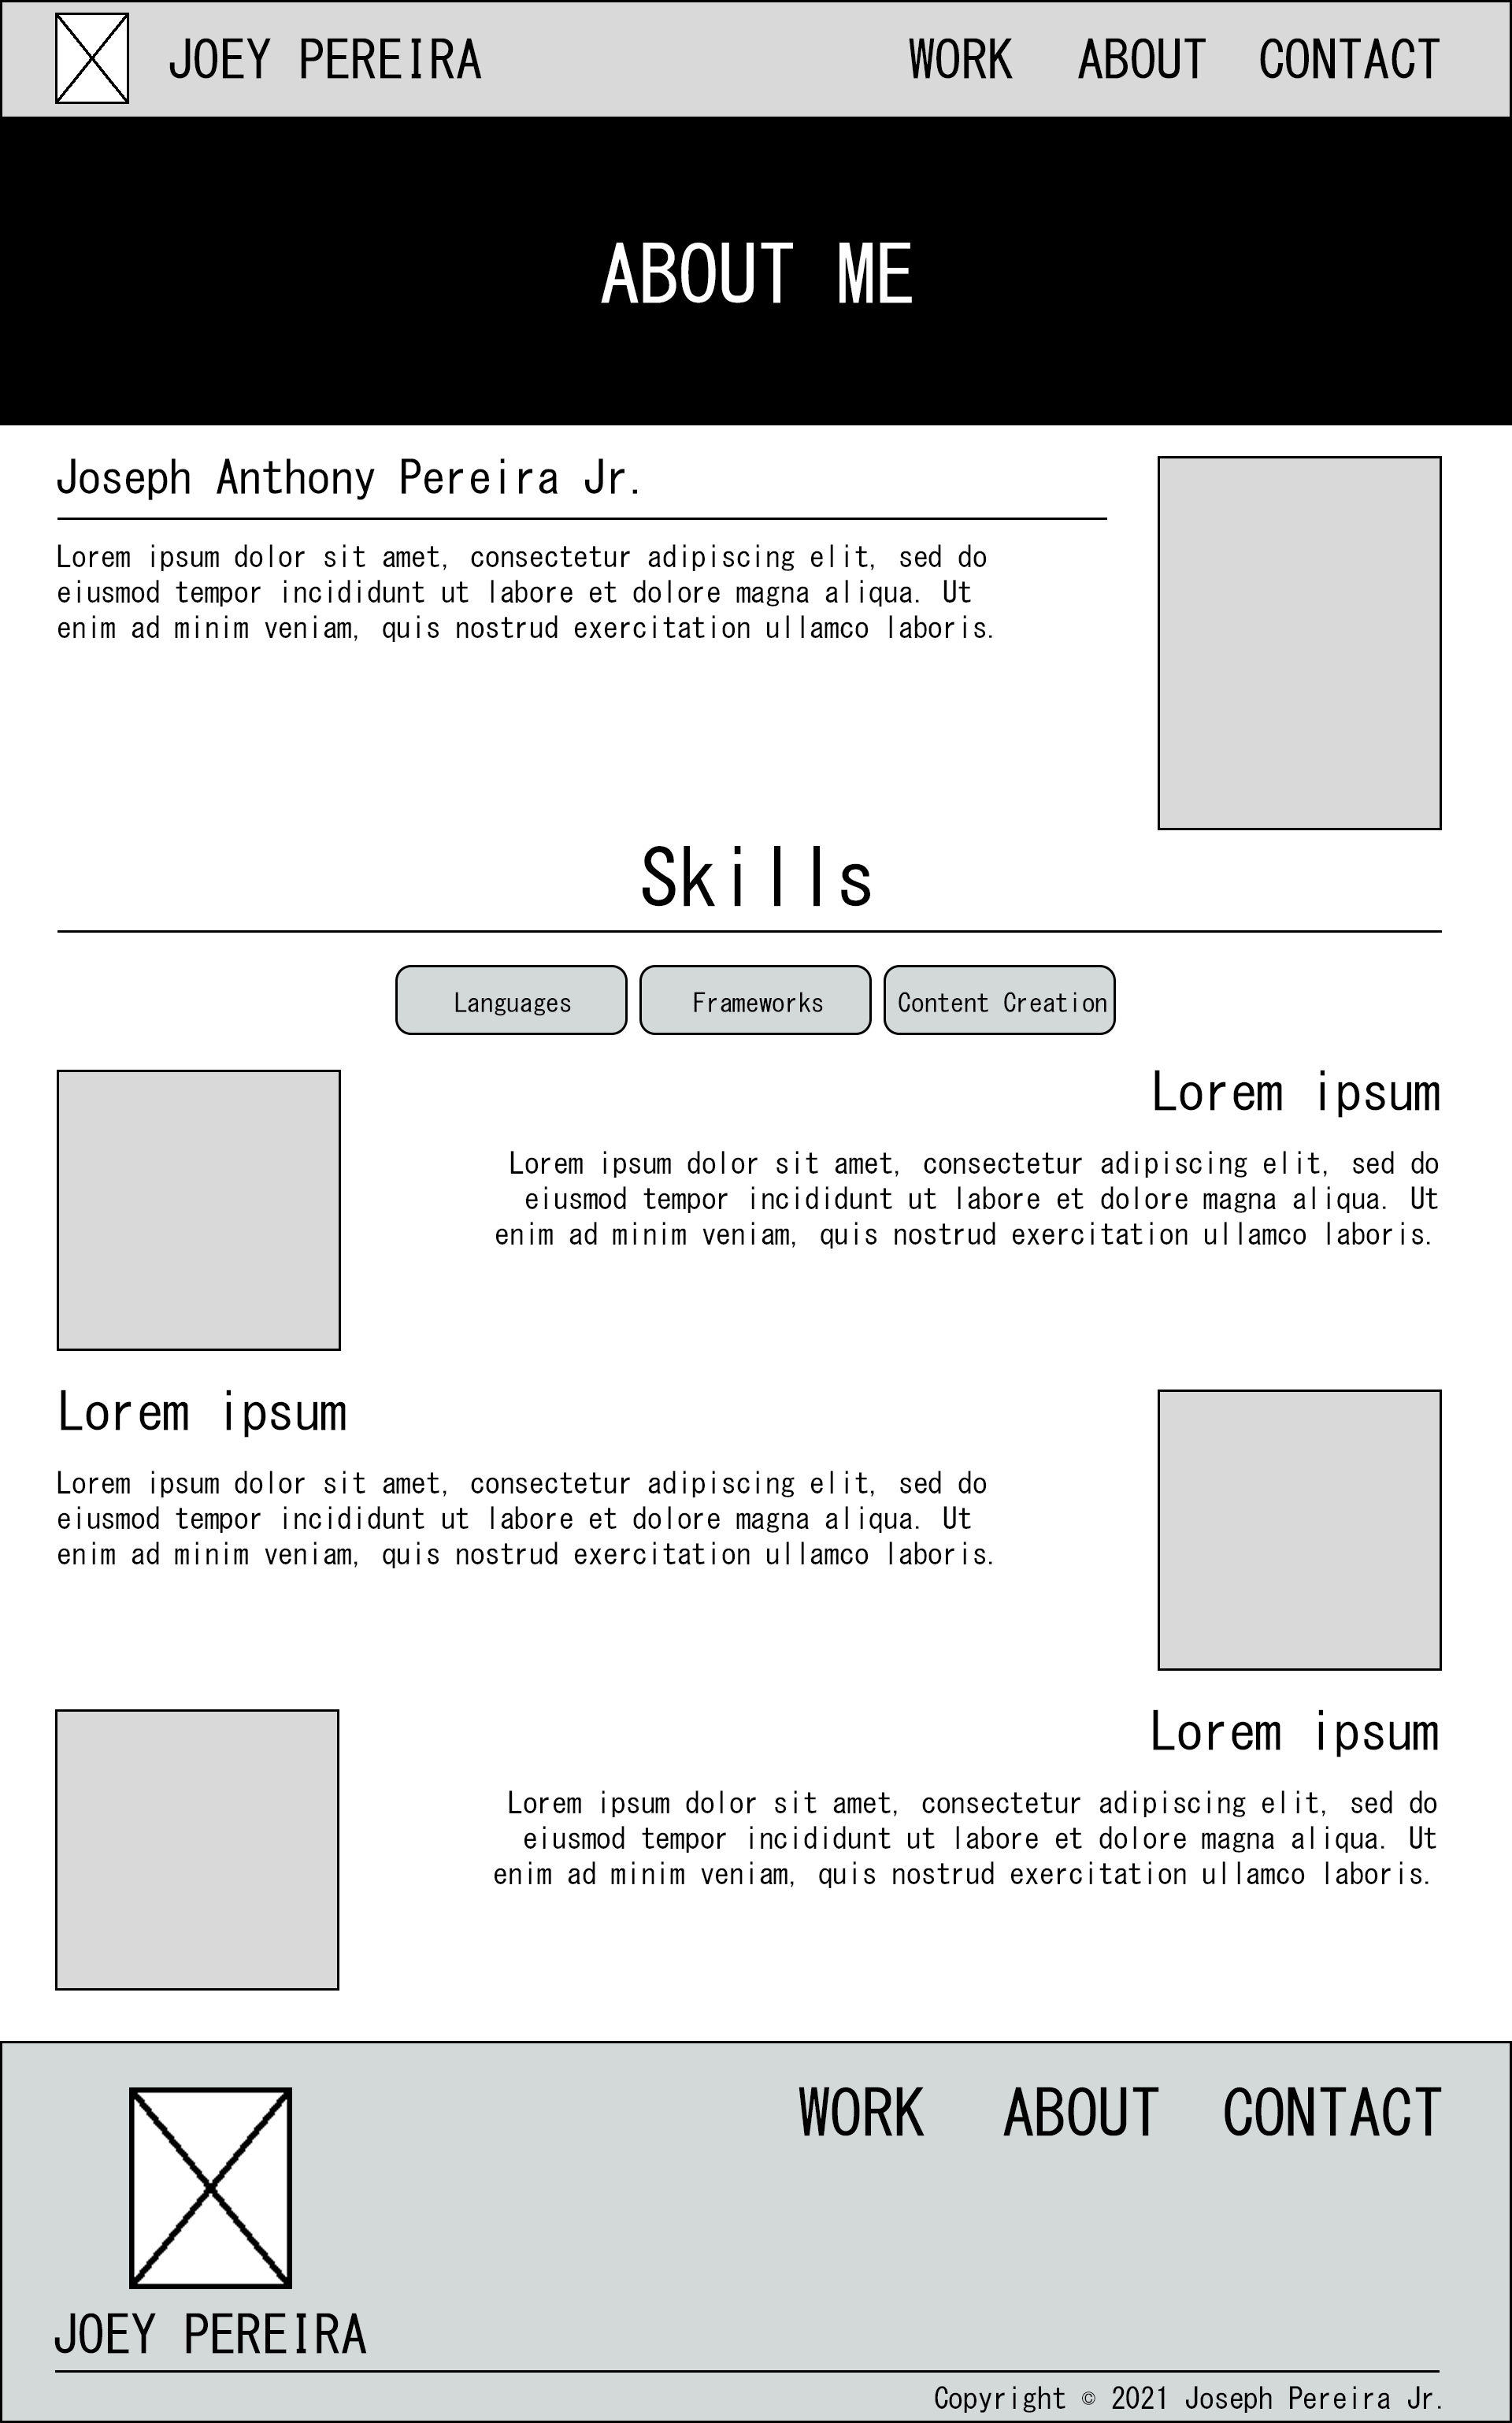 JOEY PEREIRA
WORK ABOUT CONTACT
ABOUT ME
Joseph Anthony Pereira Jr.
Lorem ipsum dolor sit amet, consectetur adipiscing elit, sed do
eiusmod tempor incididunt ut labore et dolore magna aliqua. Ut
enim ad minim veniam, quis nostrud exercitation ullamco laboris.
Skills
Languages
Frameworks
Content Creation
Lorem ipsum
Lorem ipsum dolor sit amet, consectetur adipiscing elit, sed do
eiusmod tempor incididunt ut labore et dolore magna aliqua. Ut
enim ad minim veniam, quis nostrud exercitation ullamco laboris.
Lorem ipsum
Lorem ipsum dolor sit amet, consectetur adipiscing elit, sed do
eiusmod tempor incididunt ut labore et dolore magna aliqua. Ut
enim ad minim veniam, quis nostrud exercitation ullamco laboris.
Lorem ipsum
Lorem ipsum dolor sit amet, consectetur adipiscing elit, sed do
eiusmod tempor incididunt ut labore et dolore magna aliqua. Ut
enim ad minim veniam, quis nostrud exercitation ullamco laboris.
WORK ABOUT CONTACT
JOEY PEREIRA
Copyright © 2021 Joseph Pereira Jr.